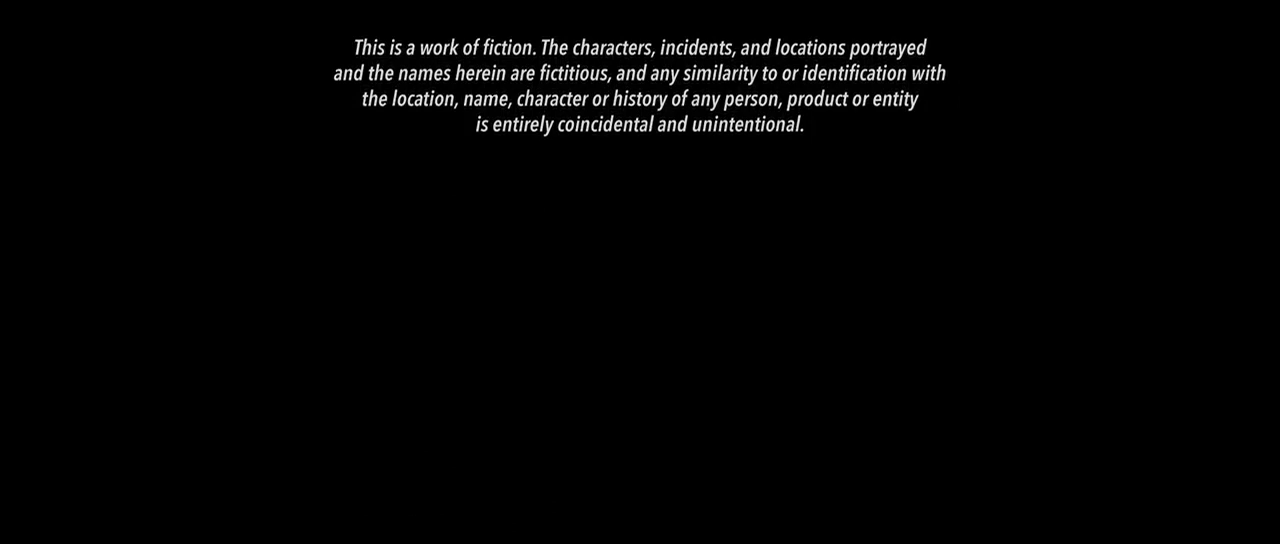 This is a work of fiction. The characters, incidents, and locations portrayed
and the names herein are fictitious, and any similarity to or identification with
the location, name, character or history of any person, product or entity
is entirely coincidental and unintentional.